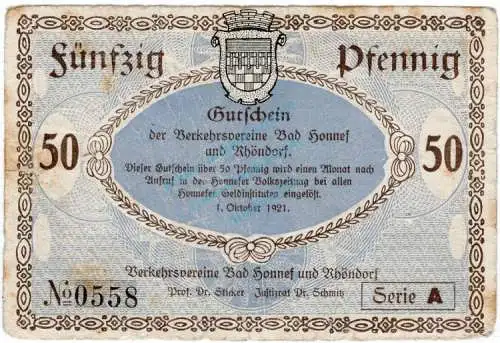 Fünfzig Pfennig
Gutschein
der Verkehrsvereine Bad Honnef
und Rhöndorf.
50 Dieser Gutschein über 50 Pfennig wird einen Monat nach 50
Aufruf in der Honnefer Volkszeitung bei allen
Honnefer Geldinstituten eingelöst.
1. Oktober 1921.
Verkehrsvereine Bad Honnef und Rhöndorf
No 0558 Prof. Dr. Sticker Justizrat Dr. Schmitz Serie A